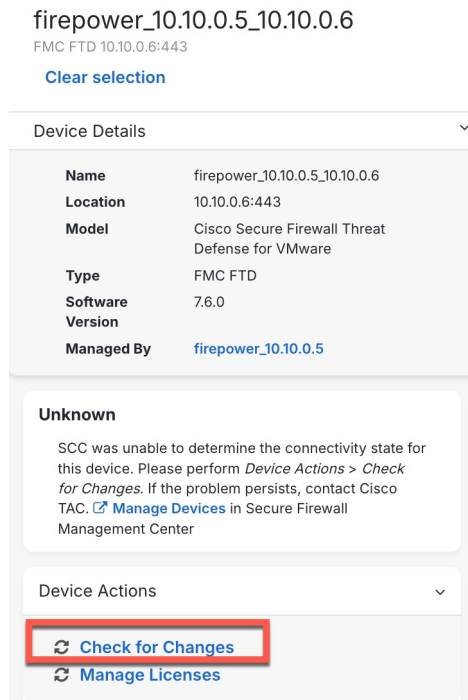 firepower_10.10.0.5_10.10.0.6
FMC FTD 10.10.0.6:443
Clear selection
Device Details
Name firepower_10.10.0.5_10.10.0.6
Location 10.10.0.6:443
Model Cisco Secure Firewall Threat
Defense for VMware
Type FMC FTD
Software 7.6.0
Version
Managed By firepower_10.10.0.5
Unknown
SCC was unable to determine the connectivity state for
this device. Please perform Device Actions > Check
for Changes. If the problem persists, contact Cisco
TAC. Manage Devices in Secure Firewall
Management Center
Device Actions
Check for Changes
Manage Licenses